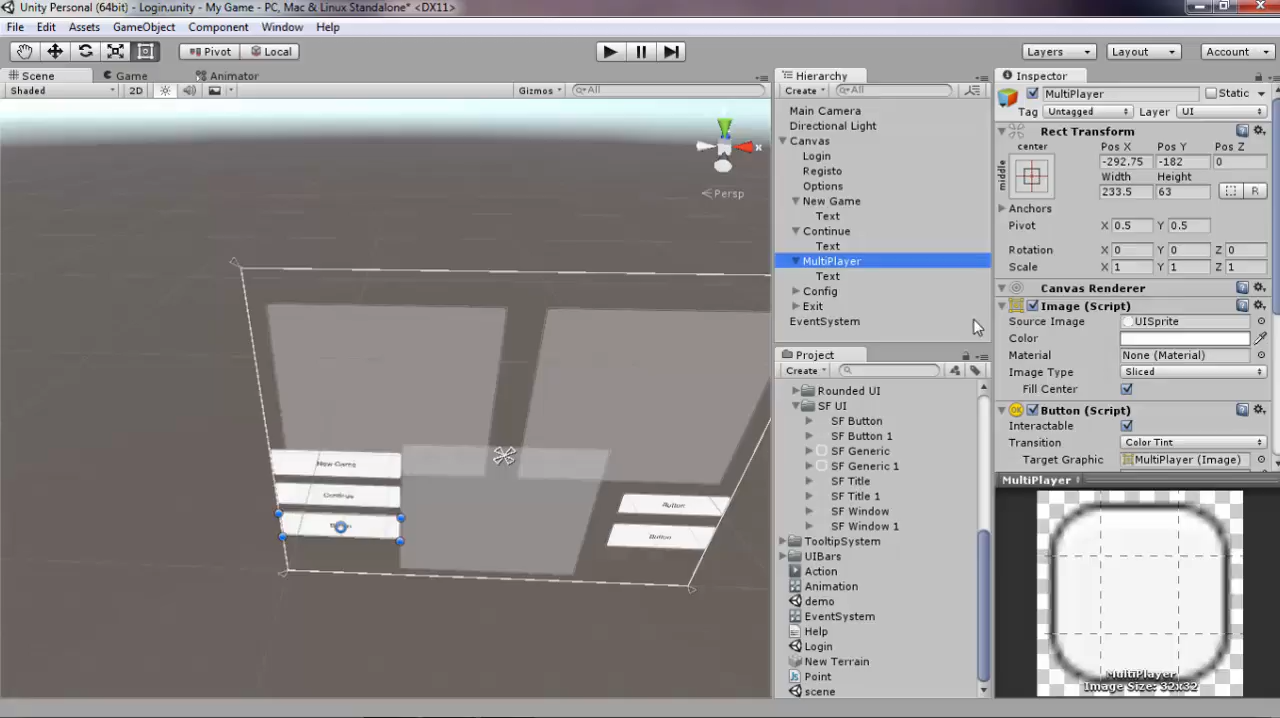 Unity Personal (64bit) - Login.unity - My Game - PC, Mac & Linux Standalone* <DX11>
File Edit Assets GameObject Component Window Help
Pivot Local Layers Layout Account
Scene Game Animator
Shaded 2D Gizmos All
Persp
New Game
Continue
Button
Button
Hierarchy
Create All
Main Camera
Directional Light
Canvas
Login
Registo
Options
New Game
Text
Continue
Text
MultiPlayer
Text
Config
Exit
EventSystem
Project
Create
Rounded UI
SF UI
SF Button
SF Button 1
SF Generic
SF Generic 1
SF Title
SF Title 1
SF Window
SF Window 1
TooltipSystem
UIBars
Action
Animation
demo
EventSystem
Help
Login
New Terrain
Point
scene
Inspector
MultiPlayer Static
Tag Untagged Layer UI
Rect Transform
center Pos X Pos Y Pos Z
middle -292.75 -182 0
Width Height
233.5 63 R
Anchors
Pivot X 0.5 Y 0.5
Rotation X 0 Y 0 Z 0
Scale X 1 Y 1 Z 1
Canvas Renderer
Image (Script)
Source Image UISprite
Color
Material None (Material)
Image Type Sliced
Fill Center
OK Button (Script)
Interactable
Transition Color Tint
Target Graphic MultiPlayer (Image)
MultiPlayer
MultiPlayer
Image Size: 32x32